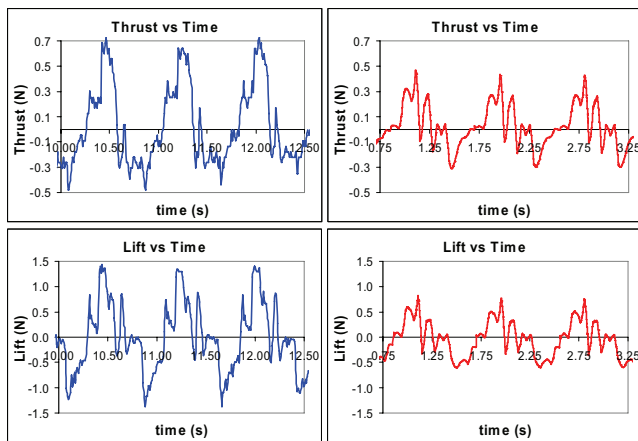 Thrust vs Time
Thrust (N)
0.7
0.5
0.3
0.1
-0.1
-0.3
-0.5
10.00 10.50 11.00 11.50 12.00 12.50
time (s)
Thrust vs Time
Thrust (N)
0.7
0.5
0.3
0.1
-0.1
-0.3
-0.5
0.75 1.25 1.75 2.25 2.75 3.25
time (s)
Lift vs Time
Lift (N)
1.5
1.0
0.5
0.0
-0.5
-1.0
-1.5
10.00 10.50 11.00 11.50 12.00 12.50
time (s)
Lift vs Time
Lift (N)
1.5
1.0
0.5
0.0
-0.5
-1.0
-1.5
0.75 1.25 1.75 2.25 2.75 3.25
time (s)